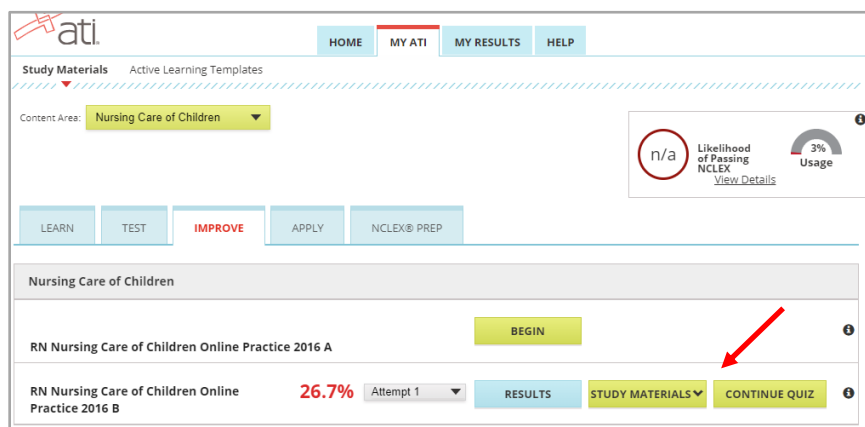 ati.
HOME MY ATI MY RESULTS HELP
Study Materials Active Learning Templates
Content Area: Nursing Care of Children
n/a
Likelihood
of Passing
NCLEX
View Details
3%
Usage
LEARN TEST IMPROVE APPLY NCLEX® PREP
Nursing Care of Children
BEGIN
RN Nursing Care of Children Online Practice 2016 A
RN Nursing Care of Children Online
Practice 2016 B
26.7% Attempt 1 RESULTS STUDY MATERIALS CONTINUE QUIZ